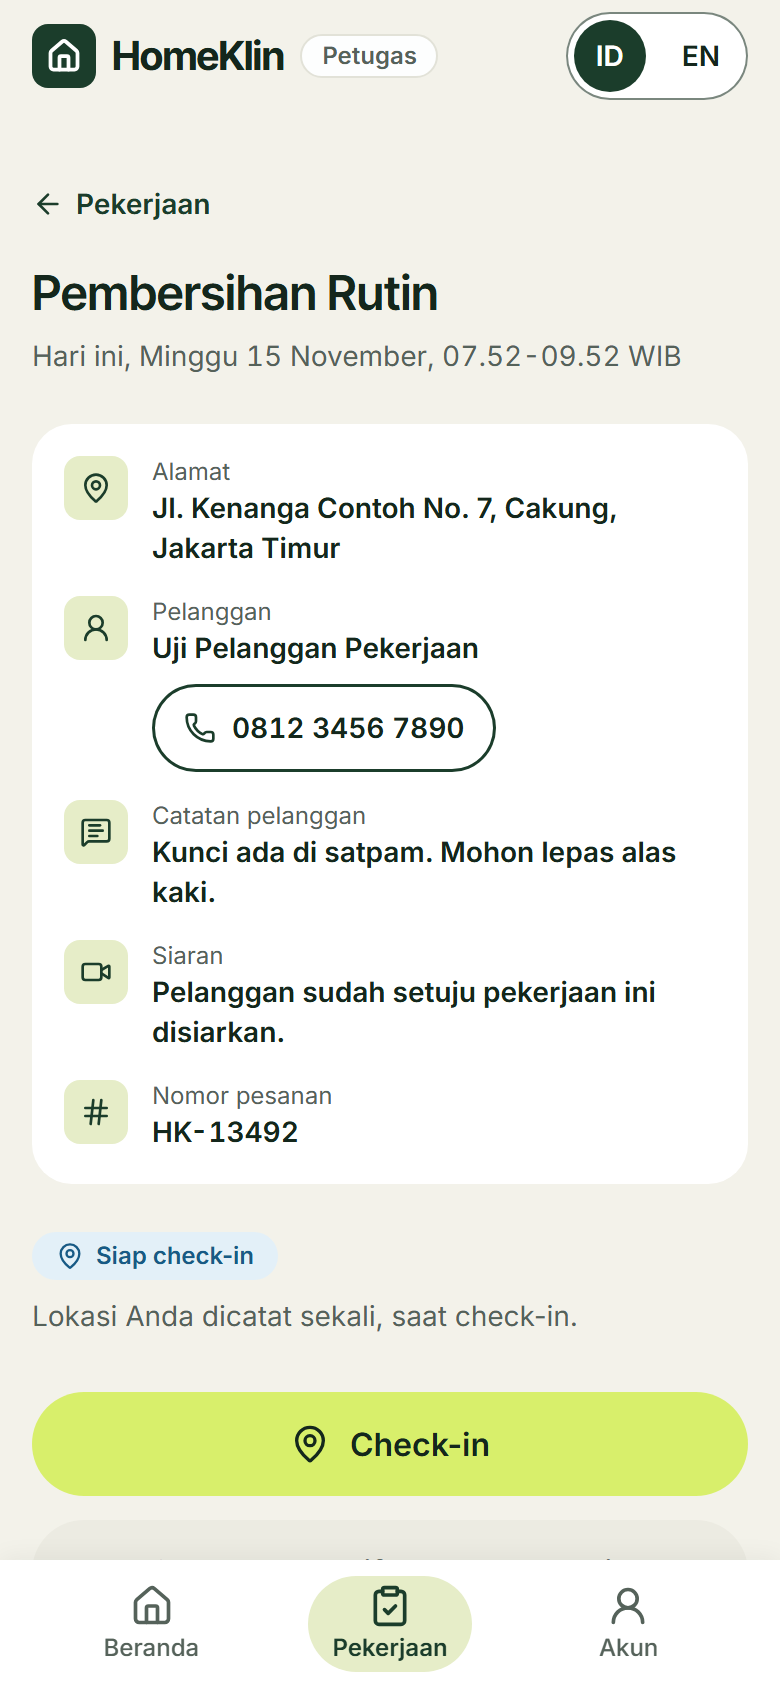 HomeKlin
Petugas
ID
EN
Pekerjaan
Pembersihan Rutin
Hari ini, Minggu 15 November, 07.52-09.52 WIB
Alamat
Jl. Kenanga Contoh No. 7, Cakung,
Jakarta Timur
Pelanggan
Uji Pelanggan Pekerjaan
0812 3456 7890
Catatan pelanggan
Kunci ada di satpam. Mohon lepas alas
kaki.
Siaran
Pelanggan sudah setuju pekerjaan ini
disiarkan.
Nomor pesanan
HK-13492
Siap check-in
Lokasi Anda dicatat sekali, saat check-in.
Check-in
Beranda
Pekerjaan
Akun